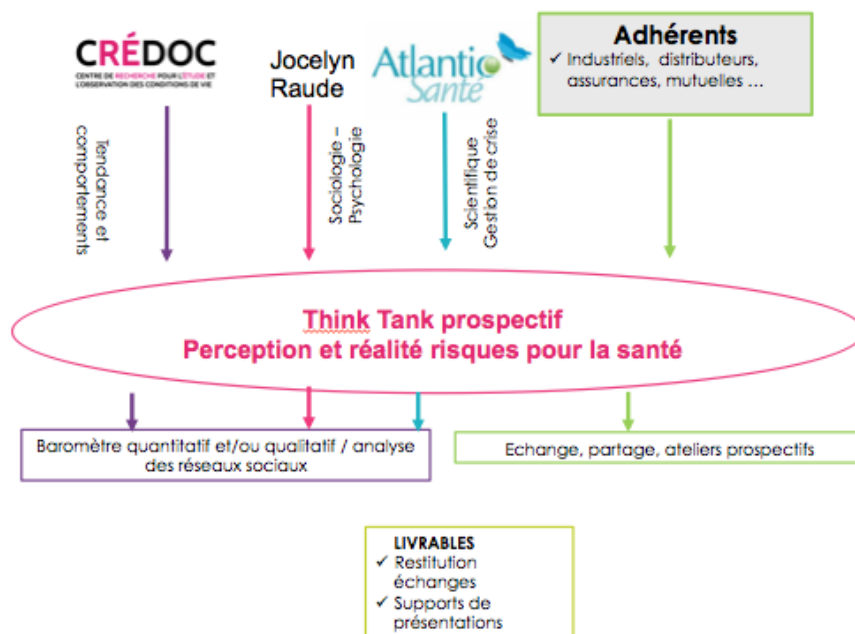 CRÉDOC
CENTRE DE RECHERCHE POUR L'ÉTUDE ET
L'OBSERVATION DES CONDITIONS DE VIE
Jocelyn
Raude
Atlantic
Santé
Adhérents
✓ Industriels, distributeurs,
assurances, mutuelles ...
Tendance et
comportements
Sociologie –
Psychologie
Scientifique
Gestion de crise
Think Tank prospectif
Perception et réalité risques pour la santé
Baromètre quantitatif et/ou qualitatif / analyse
des réseaux sociaux
Echange, partage, ateliers prospectifs
LIVRABLES
✓ Restitution
échanges
✓ Supports de
présentations